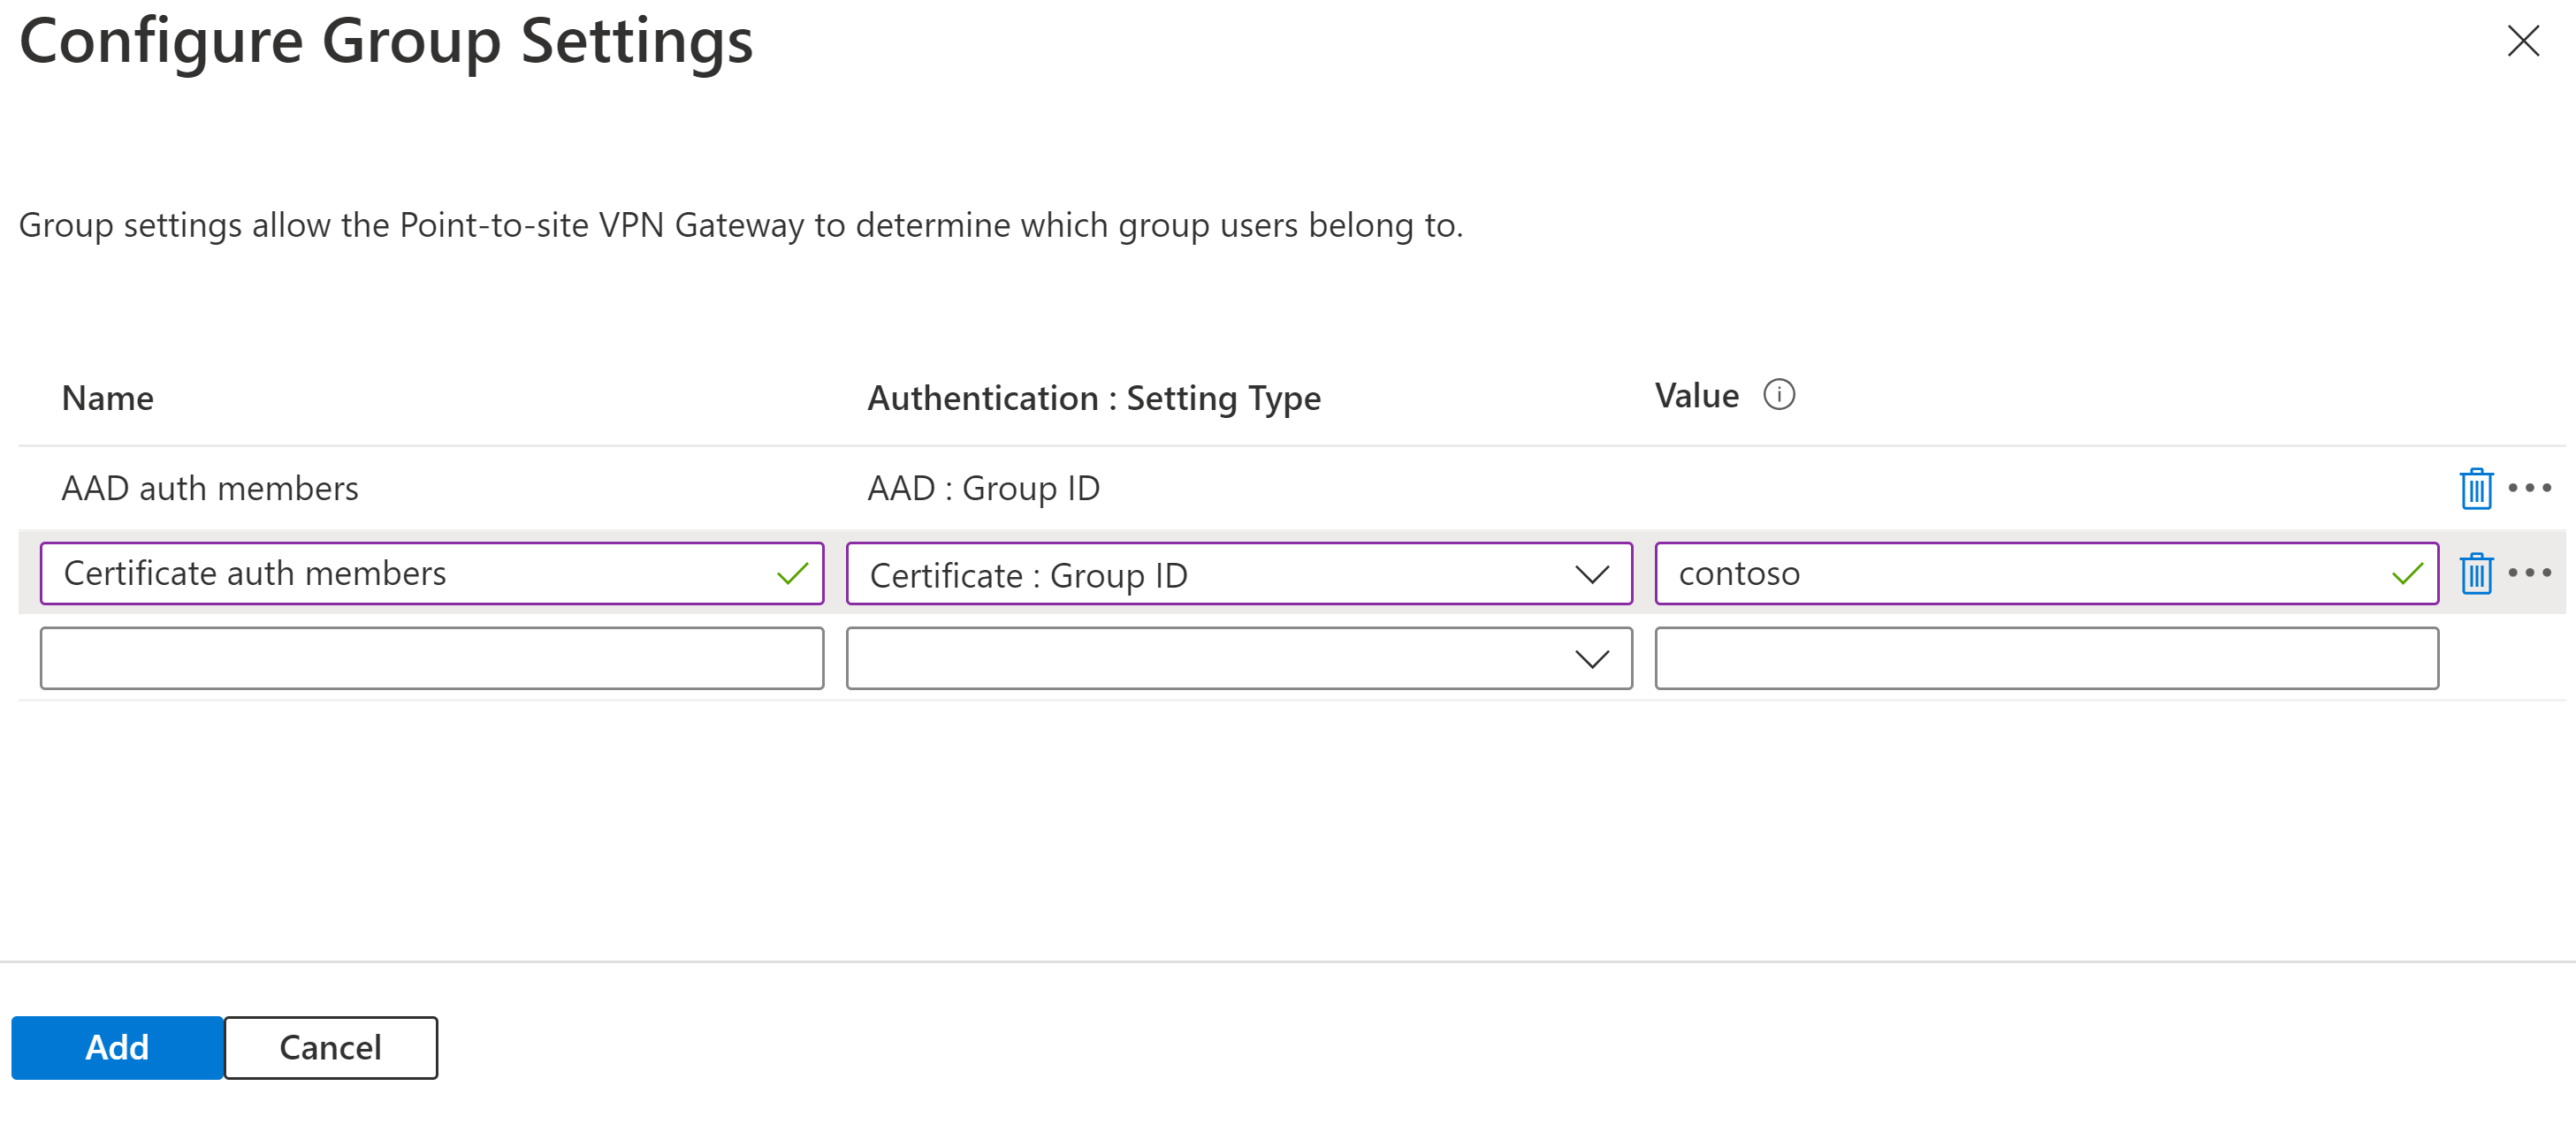 Configure Group Settings
Group settings allow the Point-to-site VPN Gateway to determine which group users belong to.
Name Authentication : Setting Type Value
AAD auth members AAD : Group ID
Certificate auth members Certificate : Group ID contoso
Add Cancel